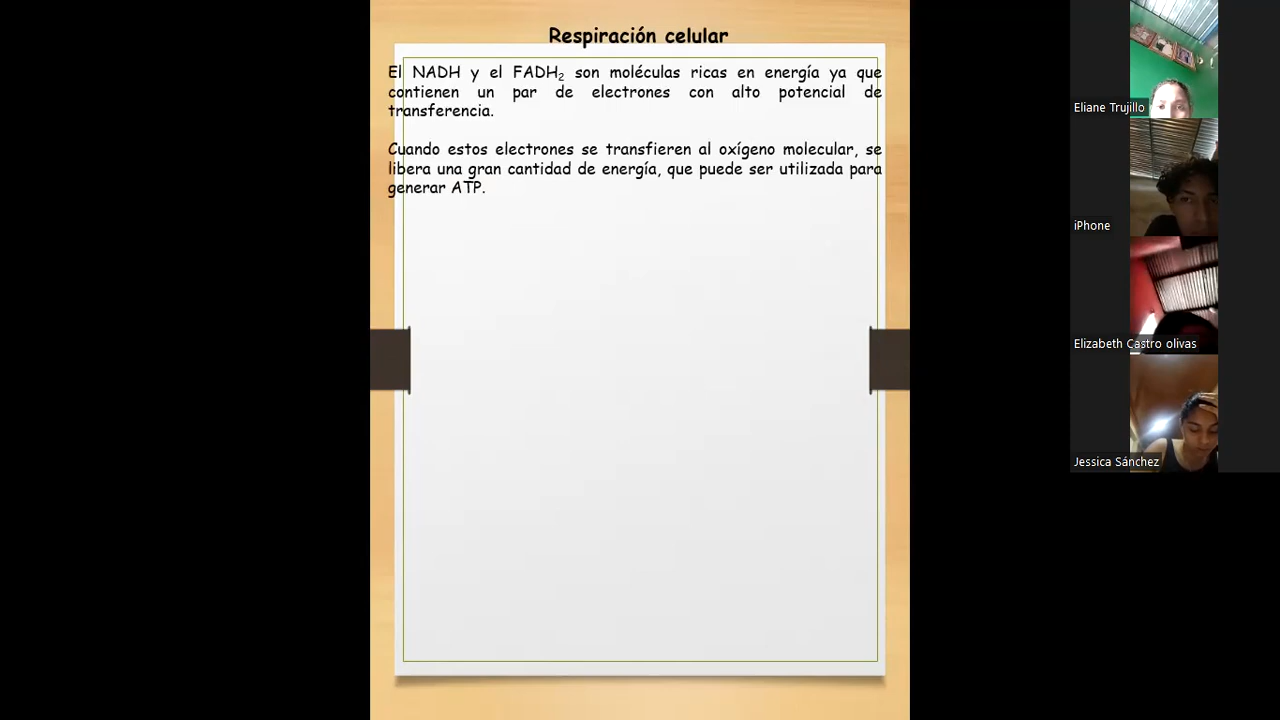 Respiración celular
El NADH y el FADH₂ son moléculas ricas en energía ya que
contienen un par de electrones con alto potencial de
transferencia.
Cuando estos electrones se transfieren al oxígeno molecular, se
libera una gran cantidad de energía, que puede ser utilizada para
generar ATP.
Eliane Trujillo
iPhone
Elizabeth Castro olivas
Jessica Sánchez